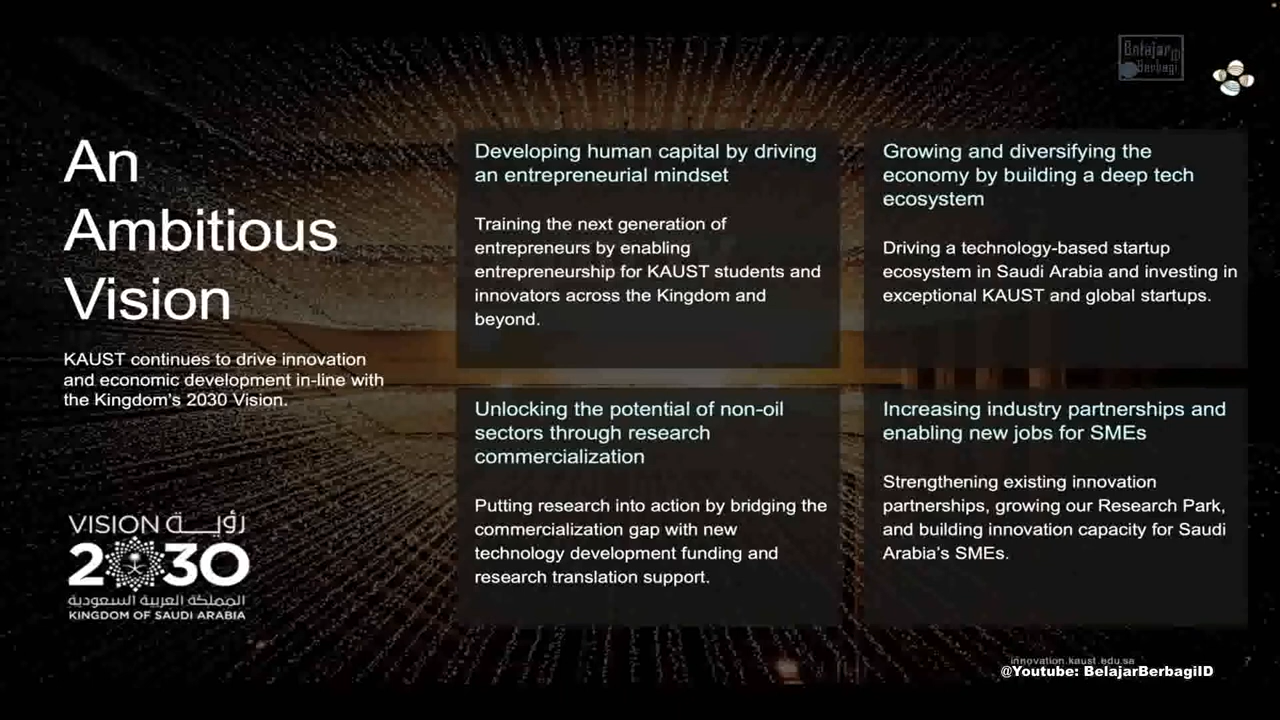 Belajar ID
Berbagi
An
Ambitious
Vision
KAUST continues to drive innovation
and economic development in-line with
the Kingdom's 2030 Vision.
VISION رؤيــة
2030
المملكة العربية السعودية
KINGDOM OF SAUDI ARABIA
Developing human capital by driving
an entrepreneurial mindset
Training the next generation of
entrepreneurs by enabling
entrepreneurship for KAUST students and
innovators across the Kingdom and
beyond.
Growing and diversifying the
economy by building a deep tech
ecosystem
Driving a technology-based startup
ecosystem in Saudi Arabia and investing in
exceptional KAUST and global startups.
Unlocking the potential of non-oil
sectors through research
commercialization
Putting research into action by bridging the
commercialization gap with new
technology development funding and
research translation support.
Increasing industry partnerships and
enabling new jobs for SMEs
Strengthening existing innovation
partnerships, growing our Research Park,
and building innovation capacity for Saudi
Arabia's SMEs.
innovation.kaust.edu.sa 7
@Youtube: BelajarBerbagiID